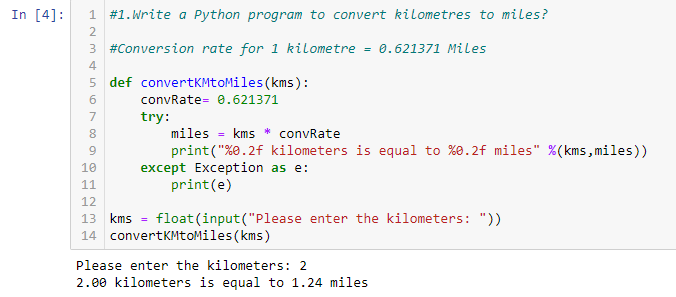 In [4]:
1 #1.Write a Python program to convert kilometres to miles?
2
3 #Conversion rate for 1 kilometre = 0.621371 Miles
4
5 def convertKMtoMiles(kms):
6     convRate= 0.621371
7     try:
8         miles = kms * convRate
9         print("%0.2f kilometers is equal to %0.2f miles" %(kms,miles))
10     except Exception as e:
11         print(e)
12
13 kms = float(input("Please enter the kilometers: "))
14 convertKMtoMiles(kms)
Please enter the kilometers: 2
2.00 kilometers is equal to 1.24 miles